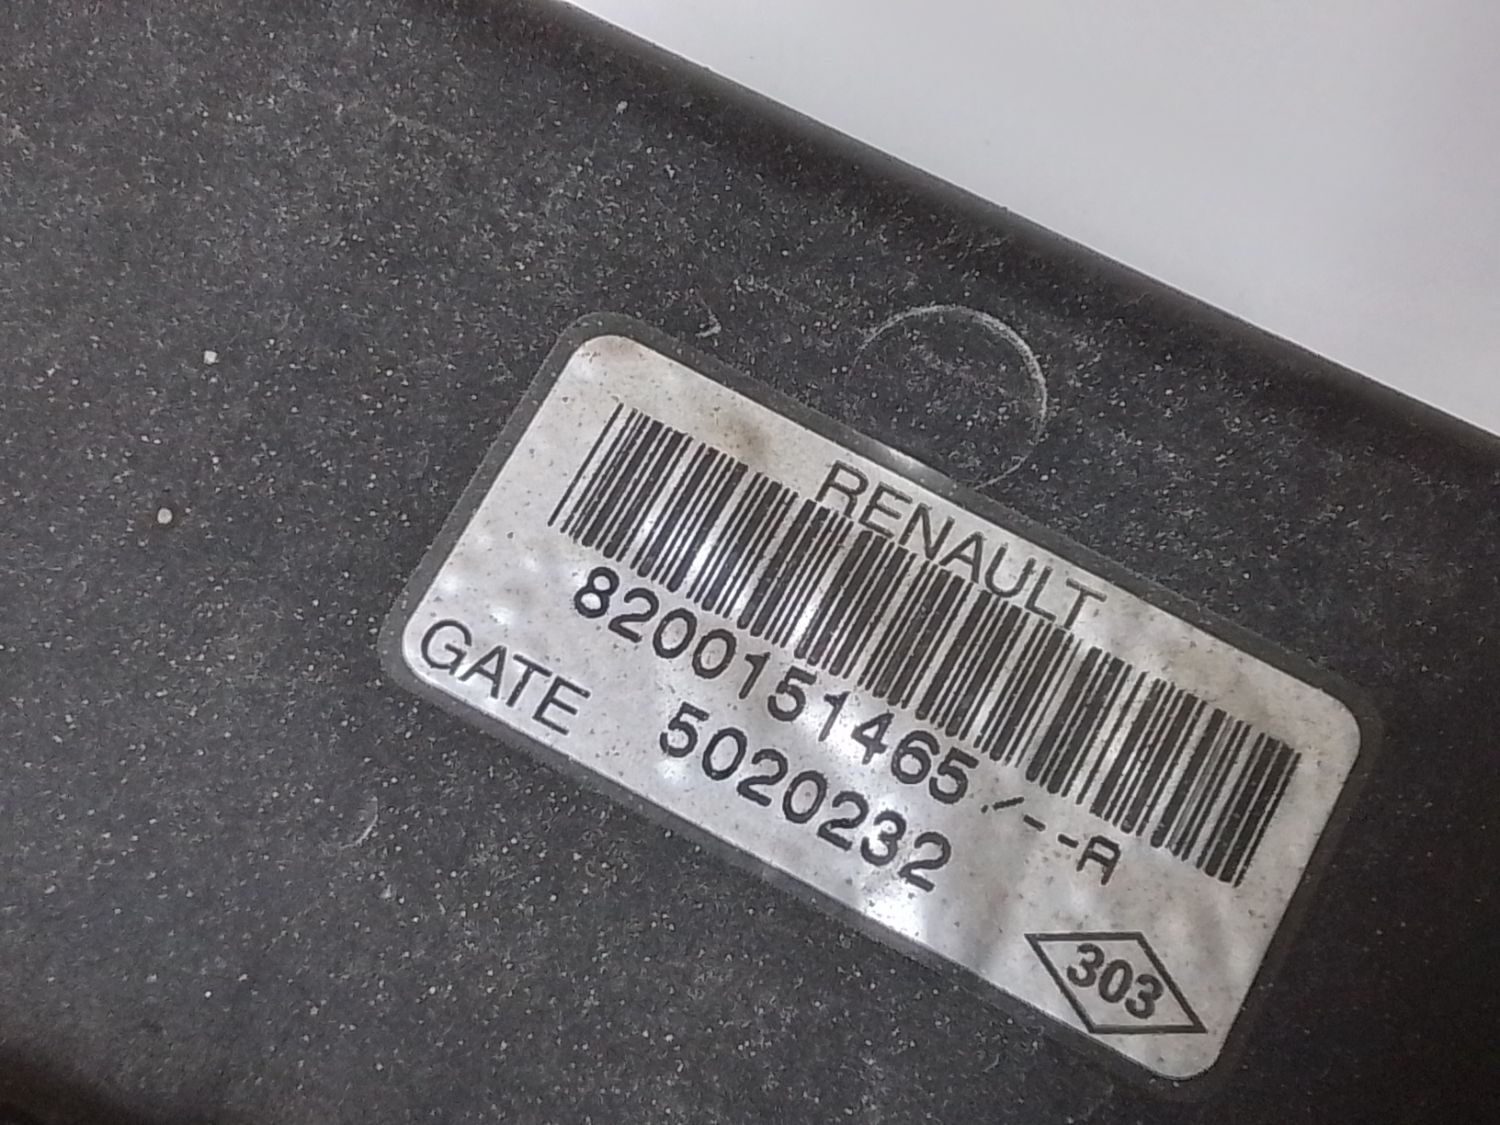 RENAULT
8200151465/--A
GATE 5020232
303